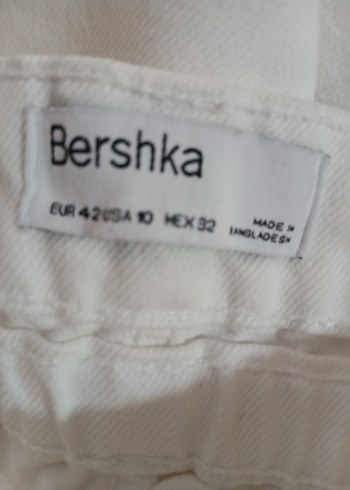 Bershka
EUR 42 USA 10 MEX 32
MADE IN
BANGLADESH